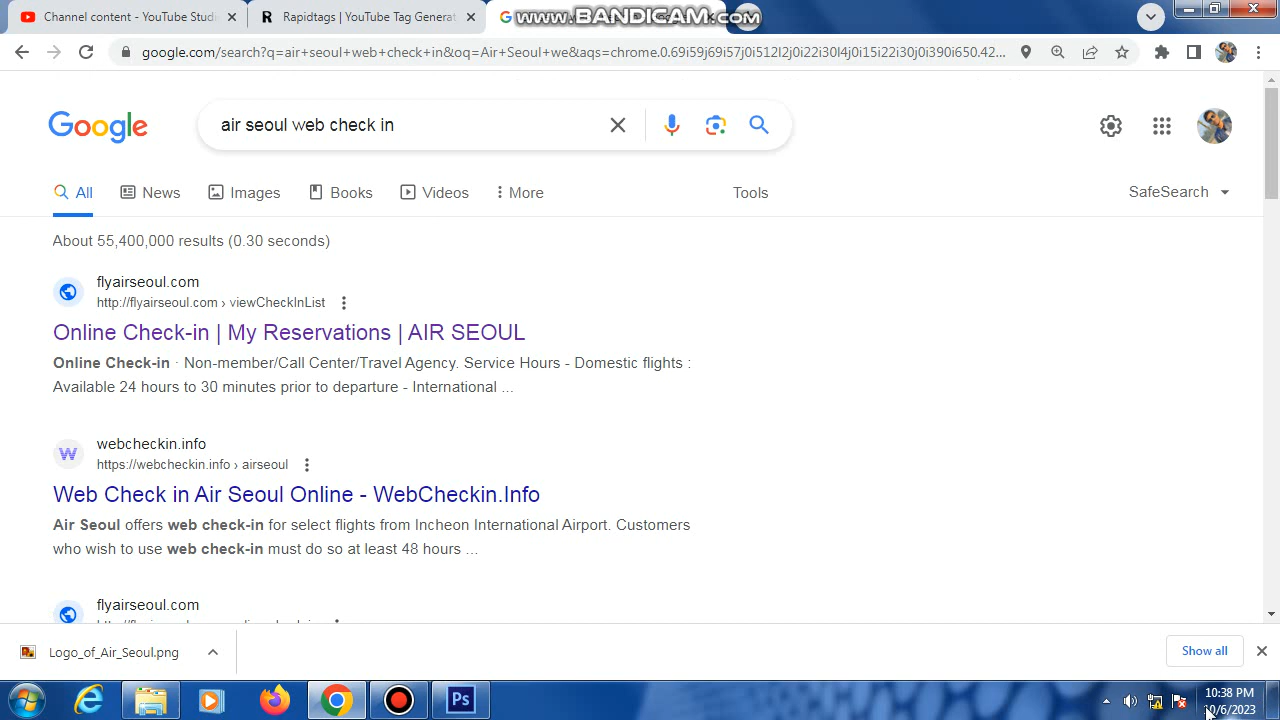 Channel content - YouTube Studi
Rapidtags | YouTube Tag Generat
www.BANDICAM.com
google.com/search?q=air+seoul+web+check+in&oq=Air+Seoul+we&aqs=chrome.0.69i59j69i57j0i512l2j0i22i30l4j0i15i22i30j0i390i650.42...
Google
air seoul web check in
All
News
Images
Books
Videos
More
Tools
SafeSearch
About 55,400,000 results (0.30 seconds)
flyairseoul.com
http://flyairseoul.com › viewCheckInList
Online Check-in | My Reservations | AIR SEOUL
Online Check-in · Non-member/Call Center/Travel Agency. Service Hours - Domestic flights :
Available 24 hours to 30 minutes prior to departure - International ...
W
webcheckin.info
https://webcheckin.info › airseoul
Web Check in Air Seoul Online - WebCheckin.Info
Air Seoul offers web check-in for select flights from Incheon International Airport. Customers
who wish to use web check-in must do so at least 48 hours ...
flyairseoul.com
Logo_of_Air_Seoul.png
Show all
Ps
10:38 PM
10/6/2023